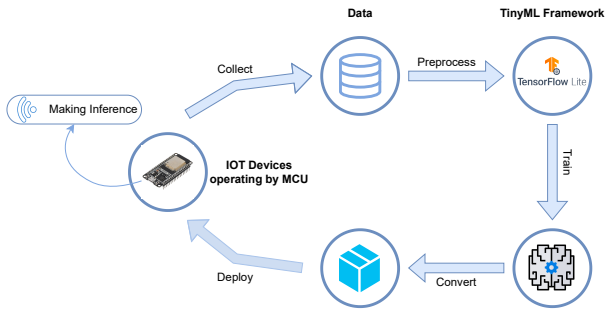 Data
TinyML Framework
Collect
Preprocess
TensorFlow Lite
Making Inference
IOT Devices
operating by MCU
Train
Deploy
Convert